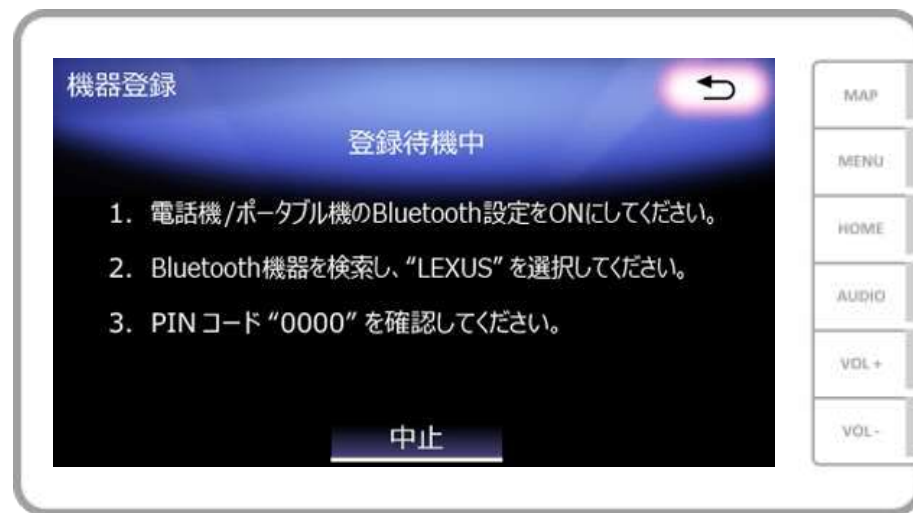 機器登録
登録待機中
1. 電話機/ポータブル機のBluetooth設定をONにしてください。
2. Bluetooth機器を検索し、“LEXUS”を選択してください。
3. PINコード“0000”を確認してください。
中止
MAP
MENU
HOME
AUDIO
VOL+
VOL-